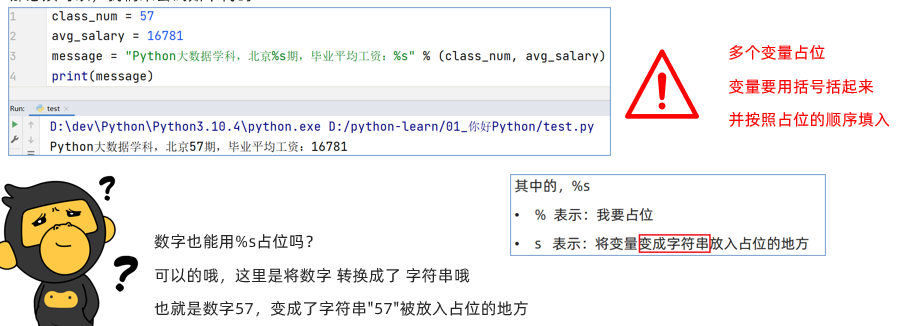 1 class_num = 57
2 avg_salary = 16781
3 message = "Python大数据学科，北京%s期，毕业平均工资：%s" % (class_num, avg_salary)
4 print(message)
Run: test ×
D:\dev\Python\Python3.10.4\python.exe D:/python-learn/01_你好Python/test.py
Python大数据学科，北京57期，毕业平均工资：16781
多个变量占位
变量要用括号括起来
并按照占位的顺序填入
其中的，%s
• % 表示：我要占位
• s 表示：将变量变成字符串放入占位的地方
? ?
数字也能用%s占位吗？
可以的哦，这里是将数字 转换成了 字符串哦
也就是数字57，变成了字符串"57"被放入占位的地方